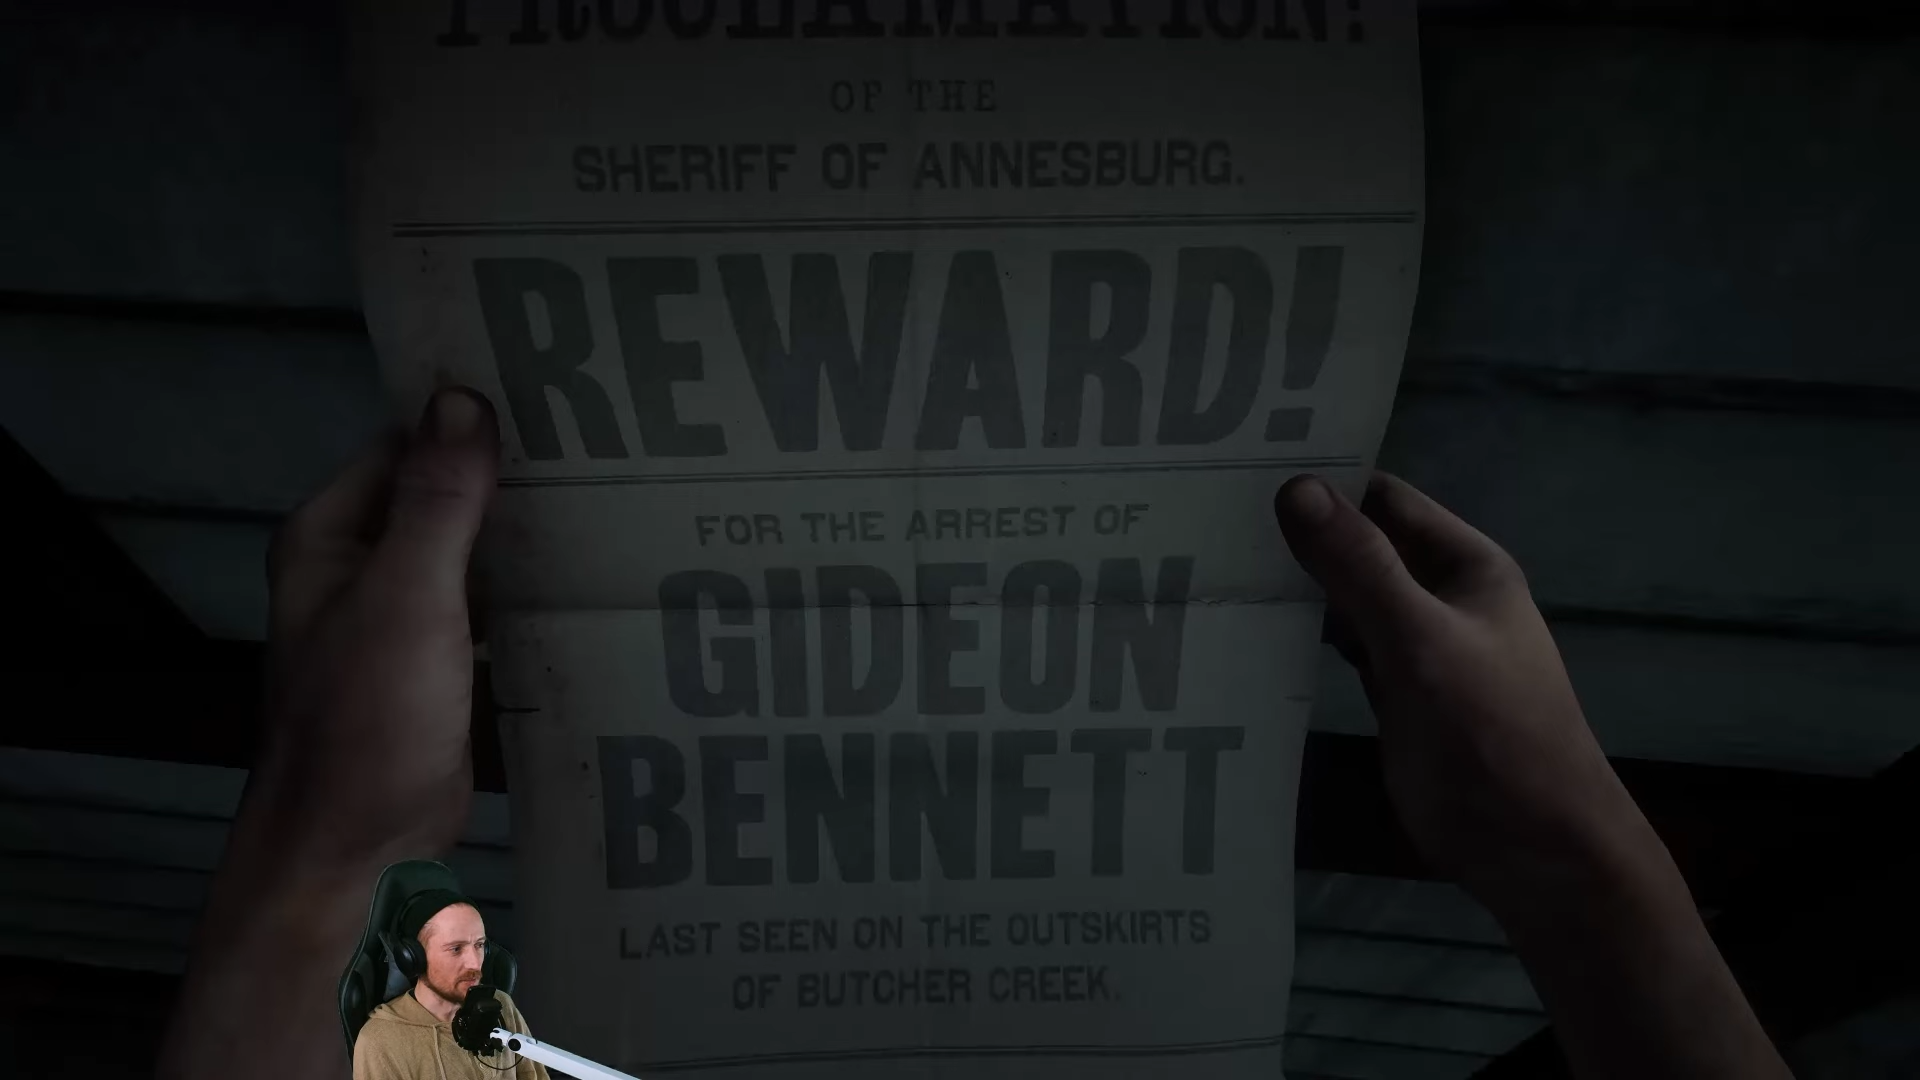 PROCLAMATION!
OF THE
SHERIFF OF ANNESBURG.
REWARD!
FOR THE ARREST OF
GIDEON
BENNETT
LAST SEEN ON THE OUTSKIRTS
OF BUTCHER CREEK.